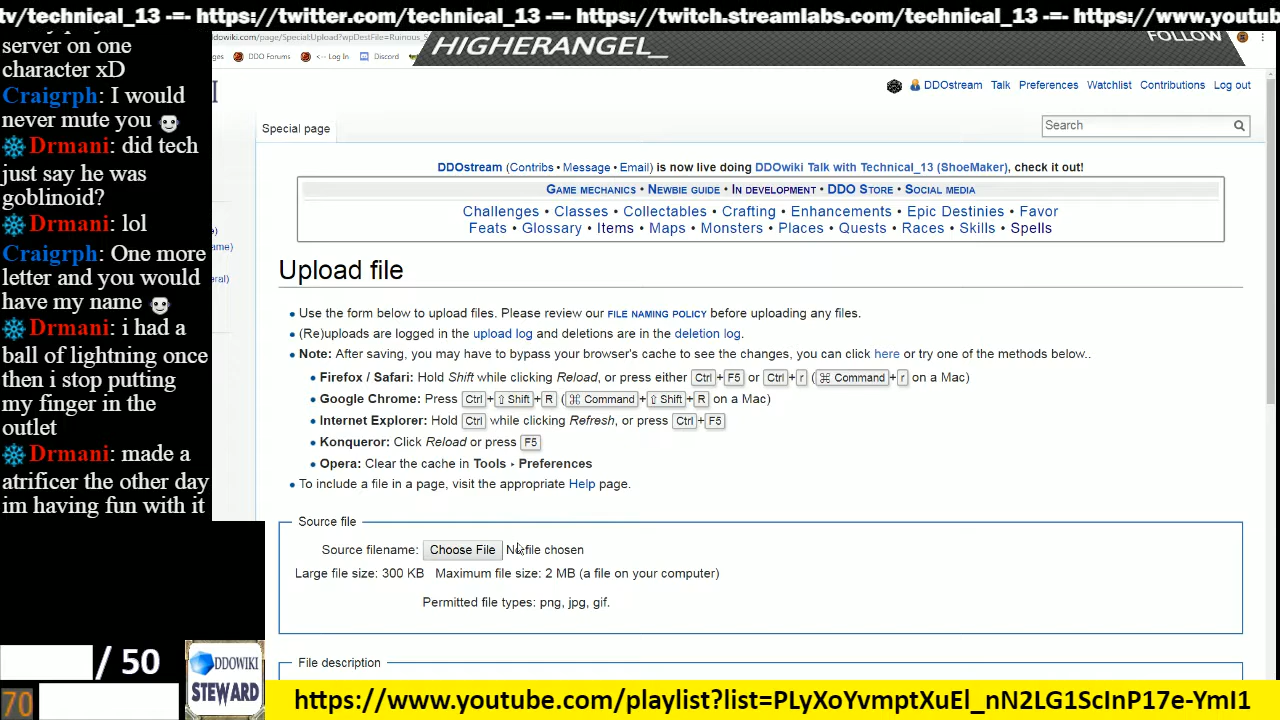 tv/technical_13 -=- https://twitter.com/technical_13 -=- https://twitch.streamlabs.com/technical_13 -=- https://www.youtub
server on one
character xD
Craigrph: I would
never mute you
Drmani: did tech
just say he was
goblinoid?
Drmani: lol
Craigrph: One more
letter and you would
have my name
Drmani: i had a
ball of lightning once
then i stop putting
my finger in the
outlet
Drmani: made a
atrificer the other day
im having fun with it
/ 50
70
DDOWIKI
STEWARD
ddowiki.com/page/Special:Upload?wpDestFile=Ruinous_
HIGHERANGEL_
FOLLOW
ges DDO Forums <-- Log In Discord
DDOstream Talk Preferences Watchlist Contributions Log out
Special page
Search
DDOstream (Contribs • Message • Email) is now live doing DDOwiki Talk with Technical_13 (ShoeMaker), check it out!
GAME MECHANICS • NEWBIE GUIDE • IN DEVELOPMENT • DDO STORE • SOCIAL MEDIA
Challenges • Classes • Collectables • Crafting • Enhancements • Epic Destinies • Favor
Feats • Glossary • Items • Maps • Monsters • Places • Quests • Races • Skills • Spells
Upload file
• Use the form below to upload files. Please review our FILE NAMING POLICY before uploading any files.
• (Re)uploads are logged in the upload log and deletions are in the deletion log.
• Note: After saving, you may have to bypass your browser's cache to see the changes, you can click here or try one of the methods below..
• Firefox / Safari: Hold Shift while clicking Reload, or press either Ctrl+F5 or Ctrl+r (⌘ Command+r on a Mac)
• Google Chrome: Press Ctrl+⇧Shift+R (⌘ Command+⇧Shift+R on a Mac)
• Internet Explorer: Hold Ctrl while clicking Refresh, or press Ctrl+F5
• Konqueror: Click Reload or press F5
• Opera: Clear the cache in Tools ▸ Preferences
• To include a file in a page, visit the appropriate Help page.
Source file
Source filename: Choose File No file chosen
Large file size: 300 KB Maximum file size: 2 MB (a file on your computer)
Permitted file types: png, jpg, gif.
File description
https://www.youtube.com/playlist?list=PLyXoYvmptXuEl_nN2LG1ScInP17e-YmI1